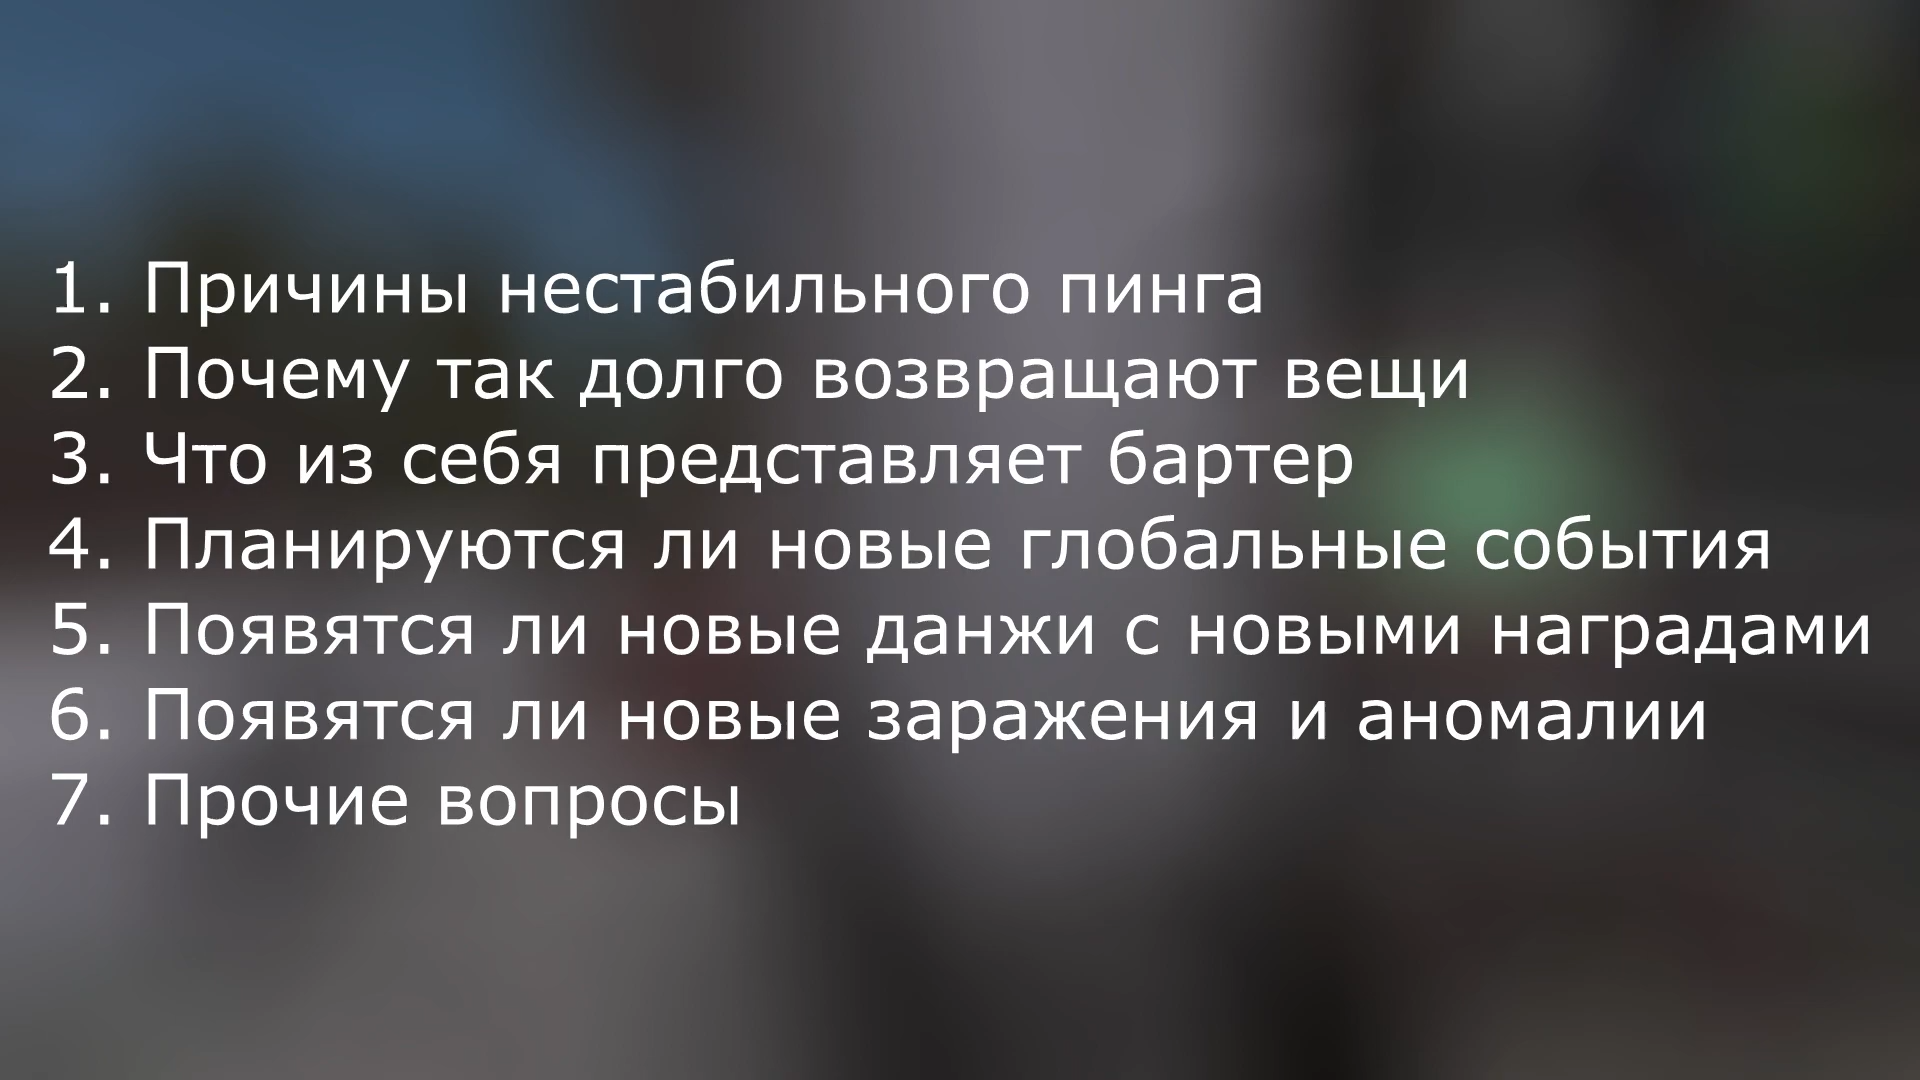 1. Причины нестабильного пинга
2. Почему так долго возвращают вещи
3. Что из себя представляет бартер
4. Планируются ли новые глобальные события
5. Появятся ли новые данжи с новыми наградами
6. Появятся ли новые заражения и аномалии
7. Прочие вопросы